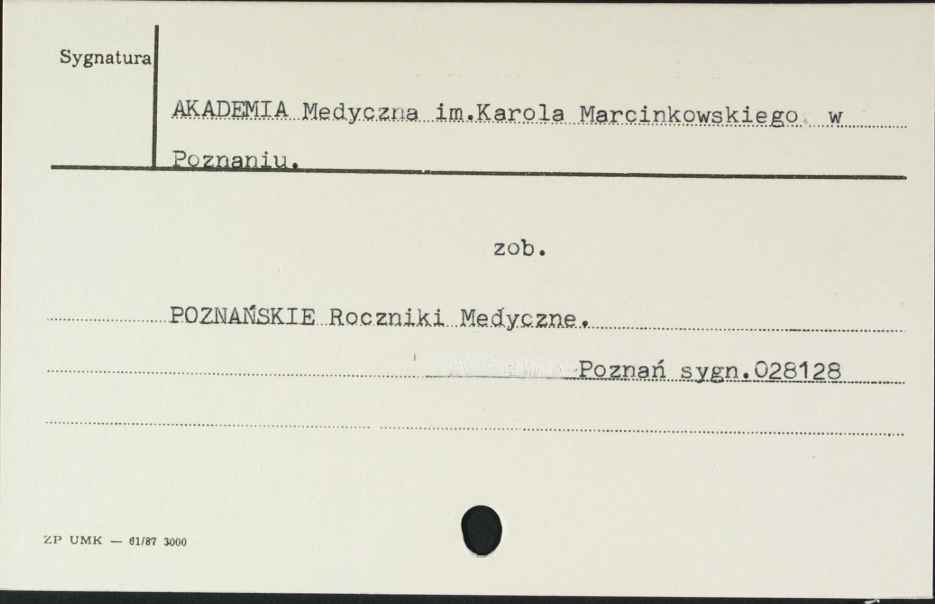 Sygnatura
AKADEMIA Medyczna im.Karola Marcinkowskiego w
Poznaniu.
zob.
POZNAŃSKIE Roczniki Medyczne.
Poznań sygn.028128
ZP UMK — 61/87 3000